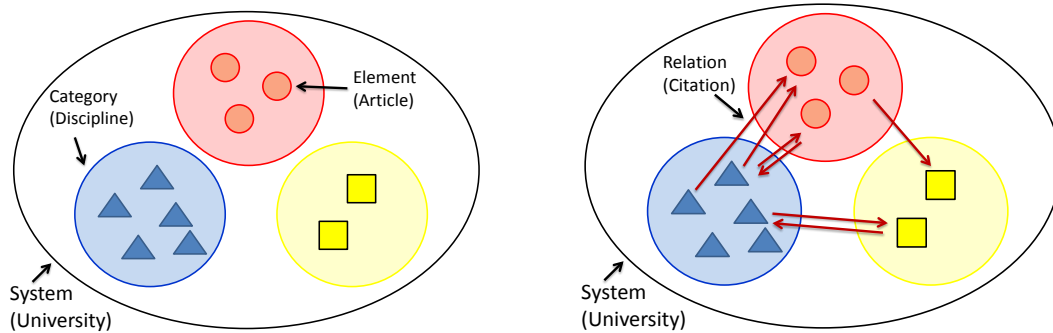 Element
(Article)
Category
(Discipline)
System
(University)
Relation
(Citation)
System
(University)